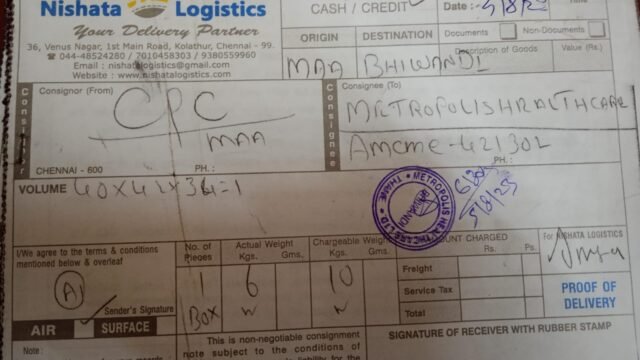 Nishata Logistics
Your Delivery Partner
36, Venus Nagar, 1st Main Road, Kolathur, Chennai - 99.
044-48524280 / 7010458303 / 9380559960
Email : nishatalogistics@gmail.com
Website : www.nishatalogistics.com
CASH / CREDIT
Date :
ORIGIN DESTINATION Documents Non-Documents
Description of Goods Value (Rs.)
MAA BHIWANDI
Consignor
Consignor (From)
CPC
MAA
CHENNAI - 600 PH. :
Consignee
Consignee (To)
METROPOLISHEALTHCARE
AMCME-421302
PH. :
VOLUME 40X42X34=1
METROPOLIS HEALTHCARE LTD. * THANE *
BHIWANDI
5/8/25
I/We agree to the terms & conditions
mentioned below & overleaf
Sender's Signature
AIR SURFACE
No. of Pieces
Actual Weight
Kgs. Gms.
Chargeable Weight
Kgs. Gms.
1 6 10
BOX
AMOUNT CHARGED
Rs. Ps.
Freight
Service Tax
Total
For NISHATA LOGISTICS
PROOF OF
DELIVERY
Note :
This is non-negotiable consignment
note subject to the conditions of
SIGNATURE OF RECEIVER WITH RUBBER STAMP